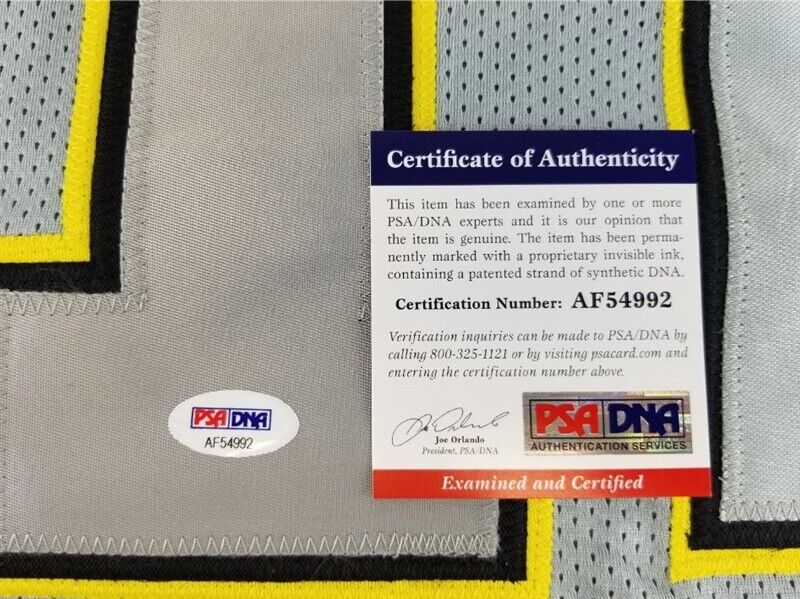 Certificate of Authenticity
This item has been examined by one or more
PSA/DNA experts and it is our opinion that
the item is genuine. The item has been perma-
nently marked with a proprietary invisible ink,
containing a patented strand of synthetic DNA.
Certification Number: AF54992
Verification inquiries can be made to PSA/DNA by
calling 800-325-1121 or by visiting psacard.com and
entering the certification number above.
Joe Orlando
President, PSA/DNA
PSA DNA
AUTHENTICATION SERVICES
Examined and Certified
PSA DNA
AF54992